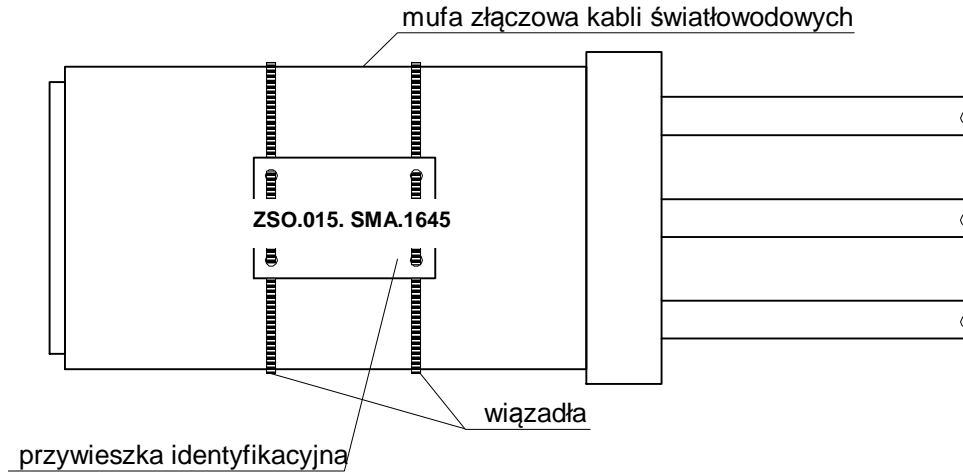 mufa złączowa kabli światłowodowych
ZSO.015. SMA.1645
wiązadła
przywieszka identyfikacyjna